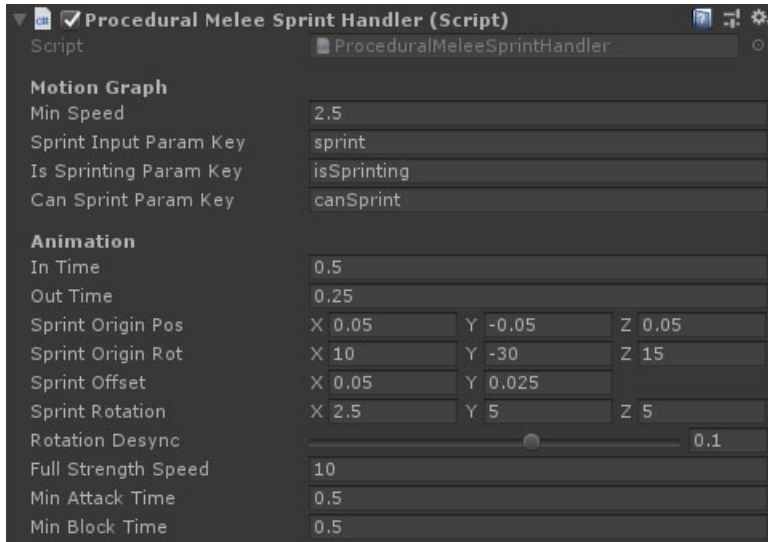 Procedural Melee Sprint Handler (Script)
Script ProceduralMeleeSprintHandler
Motion Graph
Min Speed 2.5
Sprint Input Param Key sprint
Is Sprinting Param Key isSprinting
Can Sprint Param Key canSprint
Animation
In Time 0.5
Out Time 0.25
Sprint Origin Pos X 0.05 Y -0.05 Z 0.05
Sprint Origin Rot X 10 Y -30 Z 15
Sprint Offset X 0.05 Y 0.025
Sprint Rotation X 2.5 Y 5 Z 5
Rotation Desync 0.1
Full Strength Speed 10
Min Attack Time 0.5
Min Block Time 0.5